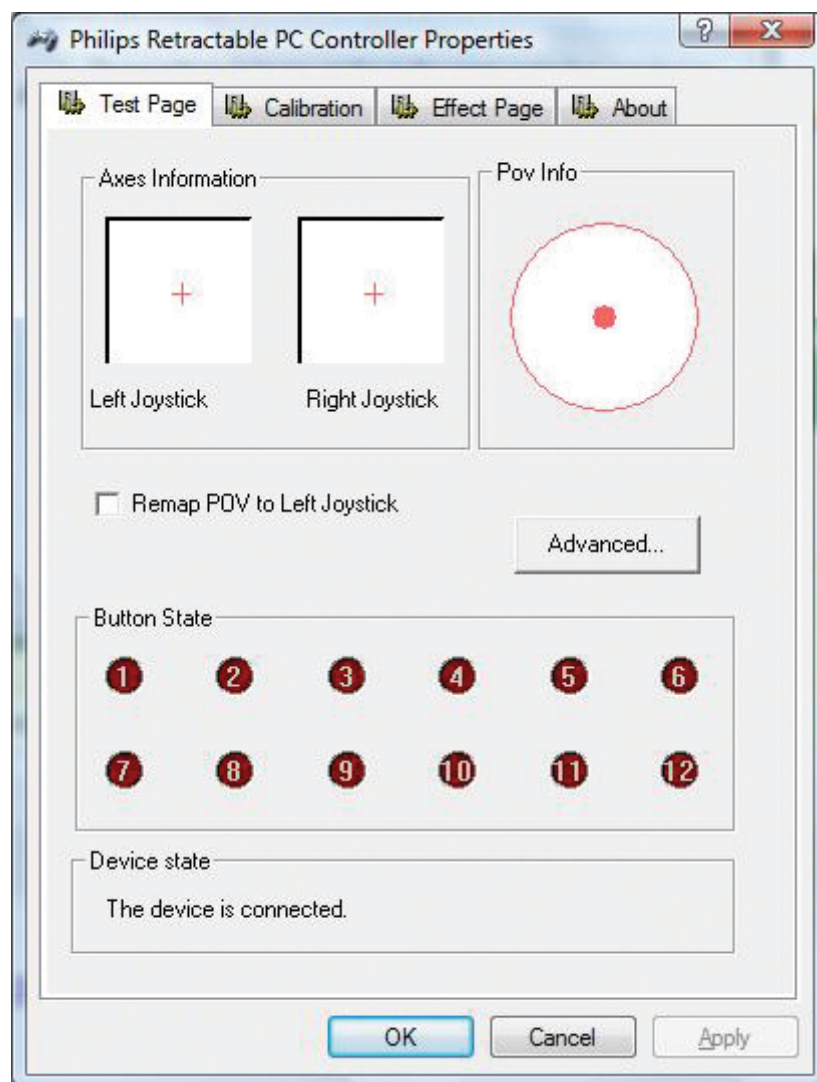 Philips Retractable PC Controller Properties
Test Page Calibration Effect Page About
Axes Information
Pov Info
Left Joystick Right Joystick
Remap POV to Left Joystick
Advanced...
Button State
1 2 3 4 5 6
7 8 9 10 11 12
Device state
The device is connected.
OK Cancel Apply